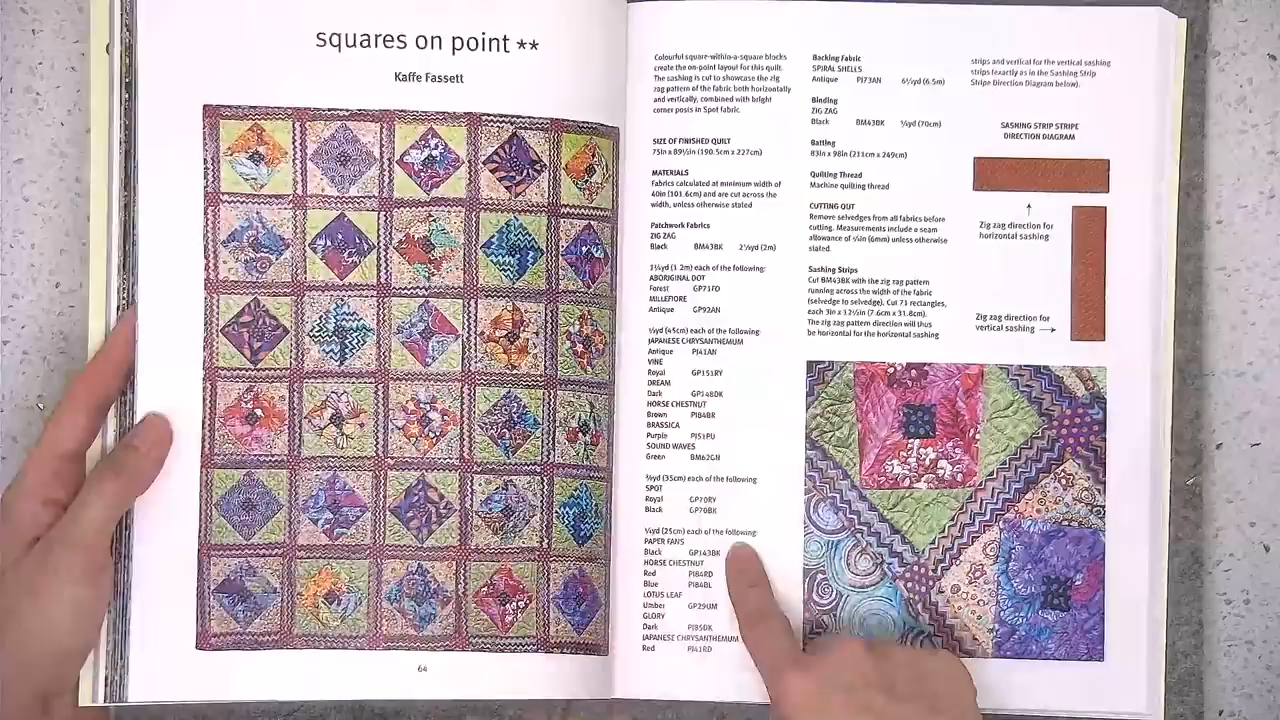 squares on point **
Kaffe Fassett
64
Colourful square-within-a-square blocks
create the on-point layout for this quilt.
The sashing is cut to showcase the zig
zag pattern of the fabric both horizontally
and vertically, combined with bright
corner posts in Spot fabric.
SIZE OF FINISHED QUILT
75in x 89½in (190.5cm x 227cm)
MATERIALS
Fabrics calculated at minimum width of
40in (101.6cm) and are cut across the
width, unless otherwise stated
Patchwork Fabrics
ZIG ZAG
Black BM43BK (2m)
(1.2m) each of the following:
ABORIGINAL DOT
Forest GP71FO
MILLEFIORE
Antique GP92AN
½yd (45cm) each of the following:
JAPANESE CHRYSANTHEMUM
Antique PJ41AN
VINE
Royal GP151RY
DREAM
Dark GP148DK
HORSE CHESTNUT
Brown PJ84BR
BRASSICA
Purple PJ51PU
SOUND WAVES
Green BM62GN
⅜yd (35cm) each of the following
SPOT
Royal GP70RY
Black GP70BK
¼yd (25cm) each of the following:
PAPER FANS
Black GP143BK
HORSE CHESTNUT
Red PJ84RD
Blue PJ84BL
LOTUS LEAF
Umber GP29UM
GLORY
Dark PJ85DK
JAPANESE CHRYSANTHEMUM
Red PJ41RD
Backing Fabric
SPIRAL SHELLS
Antique PJ73AN (6.5m)
Binding
ZIG ZAG
Black BM43BK (70cm)
Batting
83in x 98in (211cm x 249cm)
Quilting Thread
Machine quilting thread
CUTTING OUT
Remove selvedges from all fabrics before
cutting. Measurements include a seam
allowance of ¼in (6mm) unless otherwise
stated.
Sashing Strips
Cut BM43BK with the zig zag pattern
running across the width of the fabric
(selvedge to selvedge). Cut 71 rectangles,
each 3in x 12½in (7.6cm x 31.8cm).
The zig zag pattern direction will thus
be horizontal for the horizontal sashing
strips and vertical for the vertical sashing
strips (exactly as in the Sashing Strip
Stripe Direction Diagram below).
SASHING STRIP STRIPE
DIRECTION DIAGRAM
Zig zag direction for
horizontal sashing
Zig zag direction for
vertical sashing